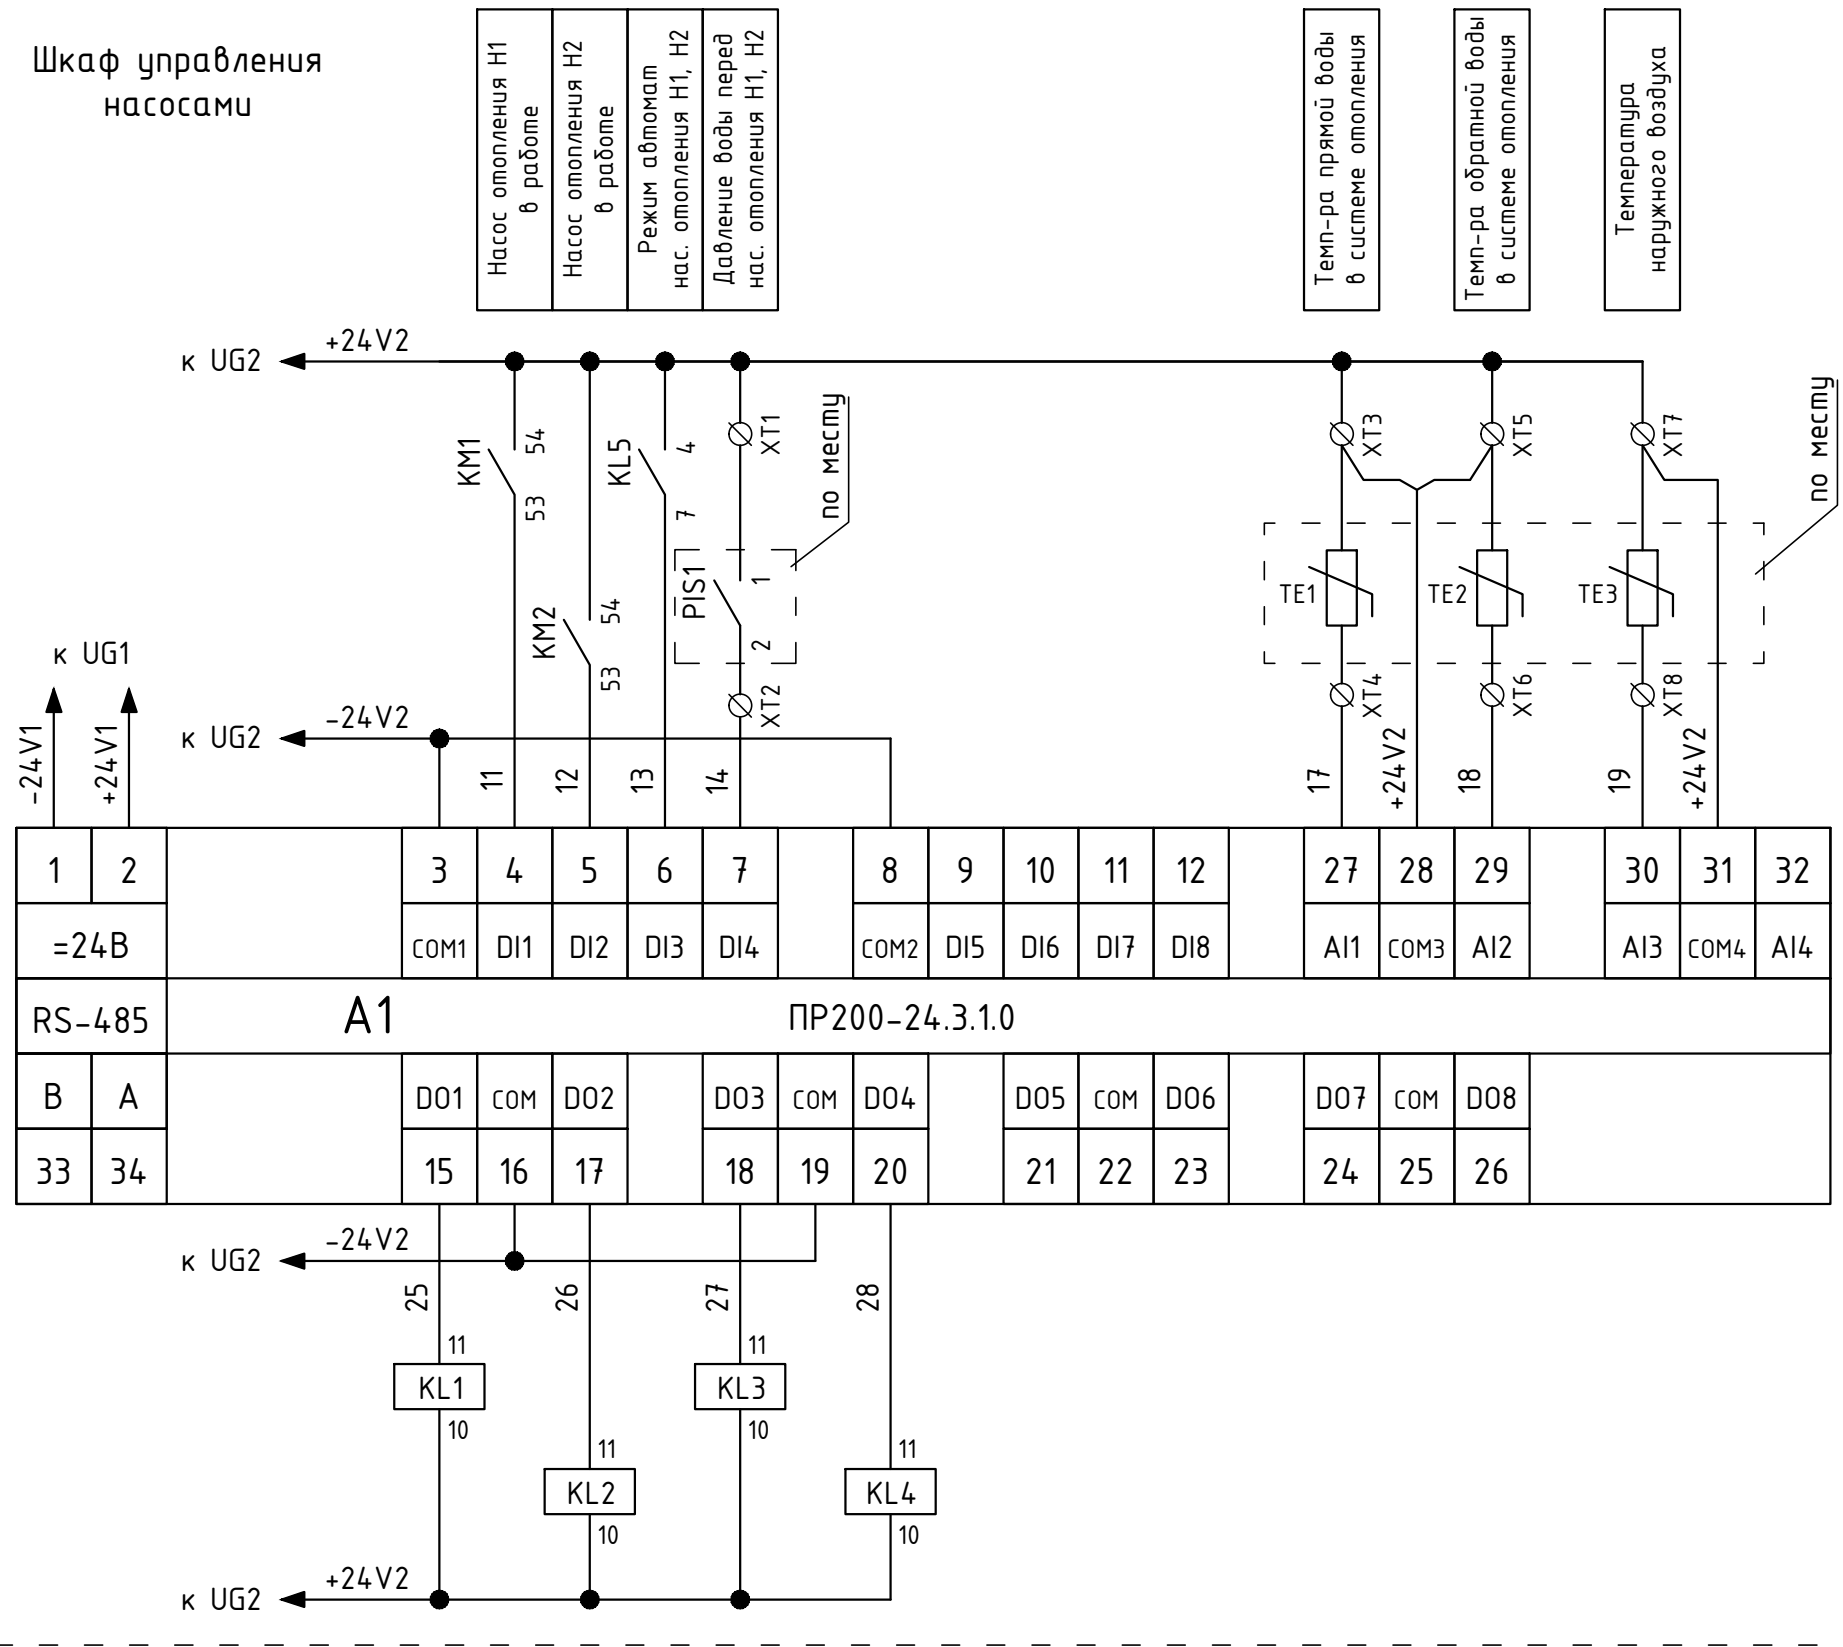 Шкаф управления
насосами
Насос отопления Н1
в работе
Насос отопления Н2
в работе
Режим автомат
нас. отопления Н1, Н2
Давление воды перед
нас. отопления Н1, Н2
Темп-ра прямой воды
в системе отопления
Темп-ра обратной воды
в системе отопления
Температура
наружного воздуха
к UG2 +24V2
KM1 54 53
KM2 54 53
KL5 4 7
XT1
PIS1 1 2
XT2
по месту
XT3 XT5 XT7
по месту
TE1 TE2 TE3
XT4 XT6 XT8
к UG1
-24V1 +24V1
к UG2 -24V2
11 12 13 14 17 +24V2 18 19 +24V2
1 2 3 4 5 6 7 8 9 10 11 12 27 28 29 30 31 32
=24В COM1 DI1 DI2 DI3 DI4 COM2 DI5 DI6 DI7 DI8 AI1 COM3 AI2 AI3 COM4 AI4
RS-485 A1 ПР200-24.3.1.0
B A DO1 COM DO2 DO3 COM DO4 DO5 COM DO6 DO7 COM DO8
33 34 15 16 17 18 19 20 21 22 23 24 25 26
к UG2 -24V2
25 26 27 28
11 11
KL1 KL3
10 10
11 11
KL2 KL4
10 10
к UG2 +24V2